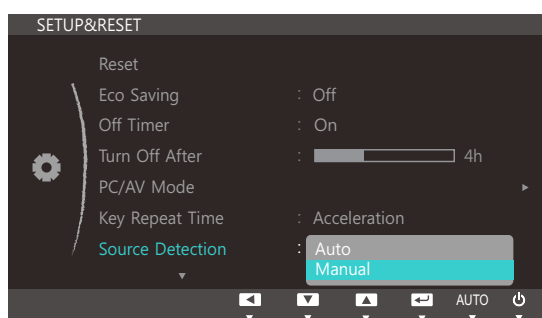 SETUP&RESET
Reset
Eco Saving : Off
Off Timer : On
Turn Off After : 4h
PC/AV Mode
Key Repeat Time : Acceleration
Source Detection : Auto
Manual
AUTO